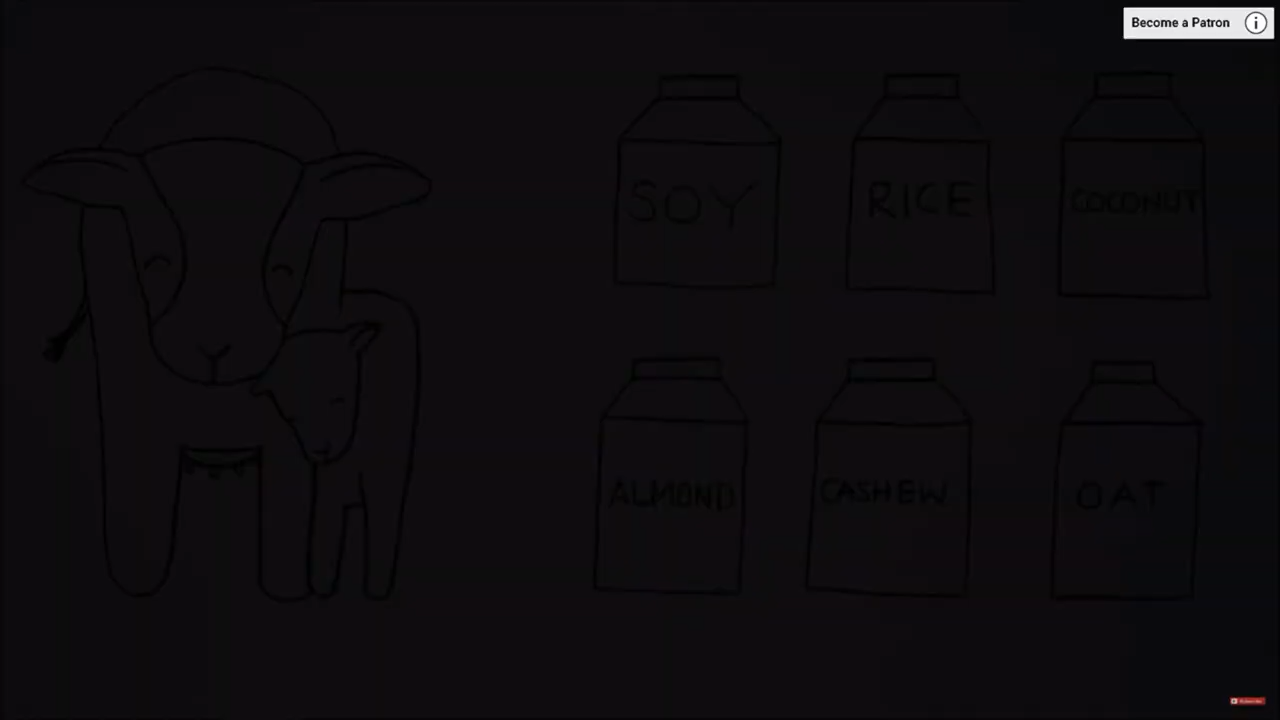 Become a Patron
SOY
RICE
COCONUT
ALMOND
CASHEW
OAT